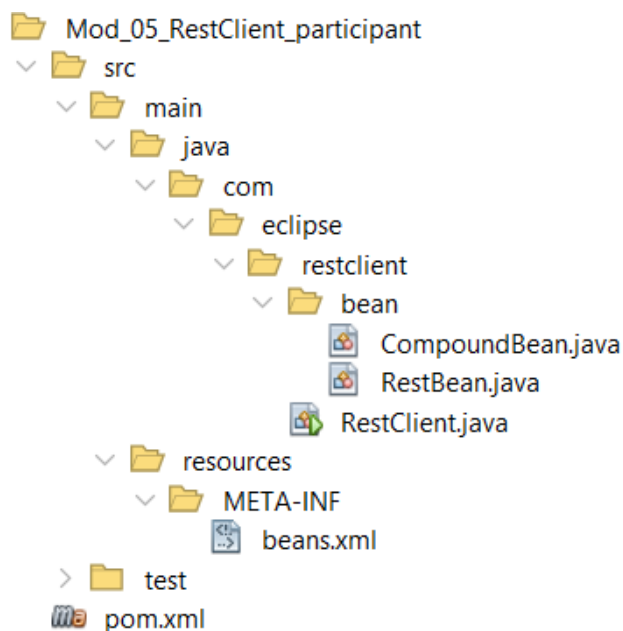 Mod_05_RestClient_participant
src
main
java
com
eclipse
restclient
bean
CompoundBean.java
RestBean.java
RestClient.java
resources
META-INF
beans.xml
test
pom.xml